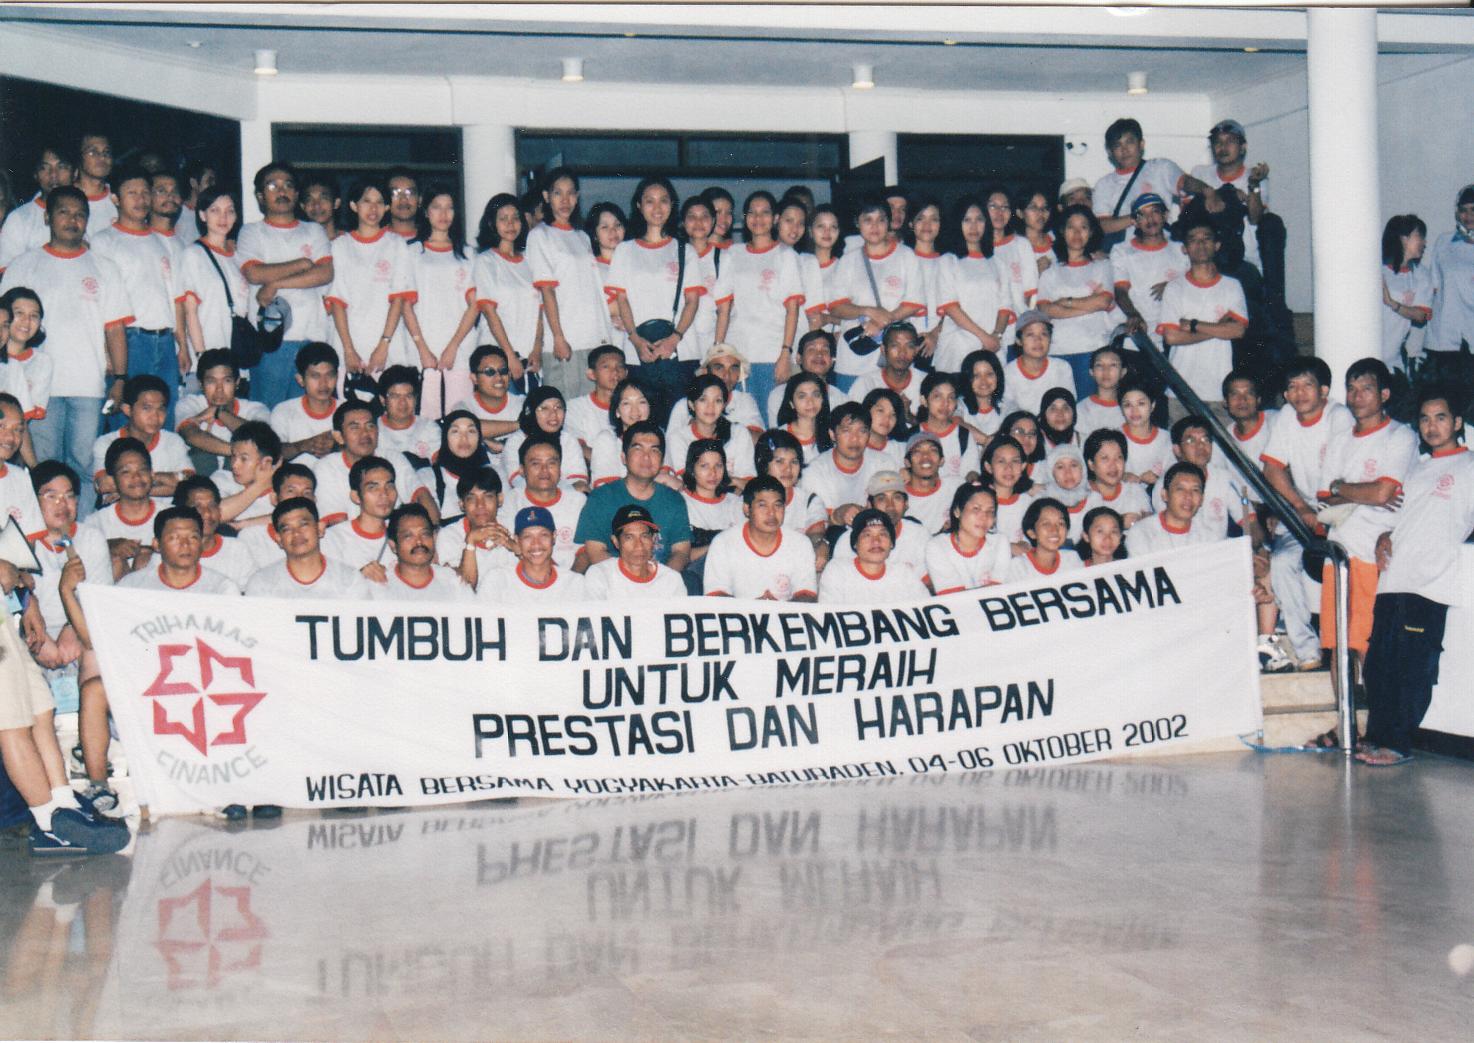 TRIHAMAS
FINANCE
TUMBUH DAN BERKEMBANG BERSAMA
UNTUK MERAIH
PRESTASI DAN HARAPAN
WISATA BERSAMA YOGYAKARTA-BATURADEN, 04-06 OKTOBER 2002